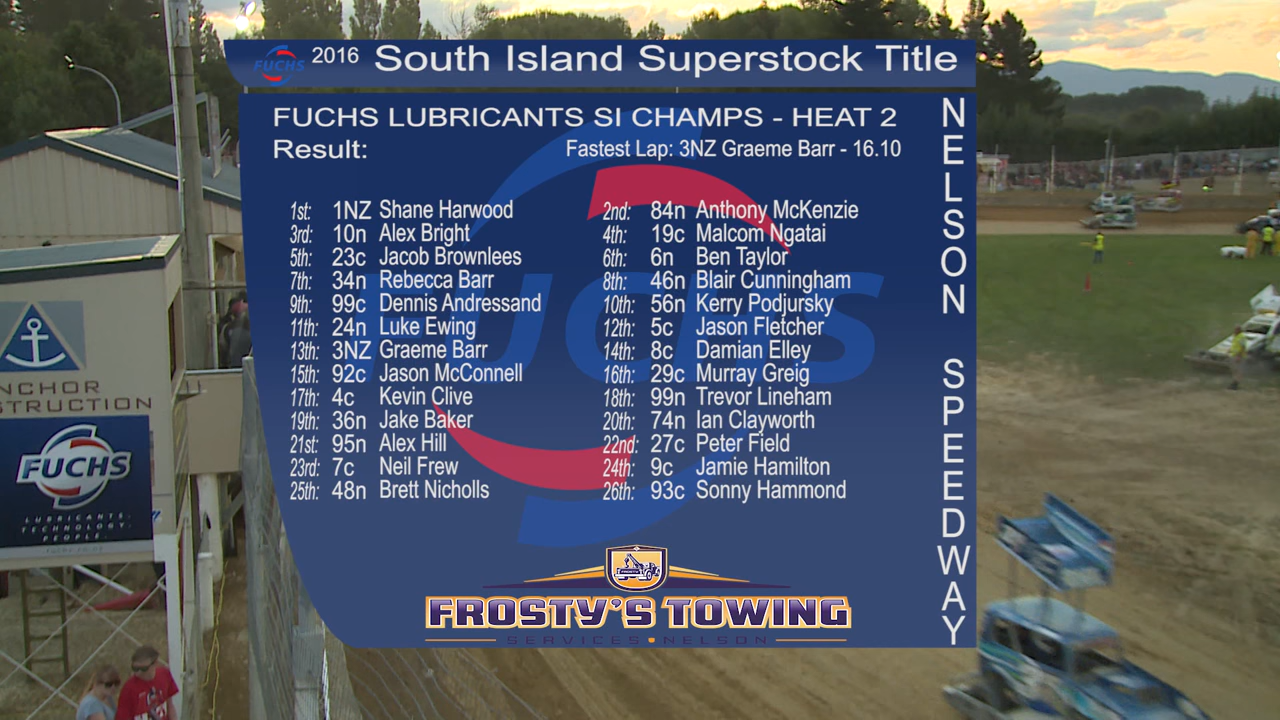 FUCHS 2016 South Island Superstock Title
FUCHS LUBRICANTS SI CHAMPS - HEAT 2
Result: Fastest Lap: 3NZ Graeme Barr - 16.10
1st: 1NZ Shane Harwood 2nd: 84n Anthony McKenzie
3rd: 10n Alex Bright 4th: 19c Malcom Ngatai
5th: 23c Jacob Brownlees 6th: 6n Ben Taylor
7th: 34n Rebecca Barr 8th: 46n Blair Cunningham
9th: 99c Dennis Andressand 10th: 56n Kerry Podjursky
11th: 24n Luke Ewing 12th: 5c Jason Fletcher
13th: 3NZ Graeme Barr 14th: 8c Damian Elley
15th: 92c Jason McConnell 16th: 29c Murray Greig
17th: 4c Kevin Clive 18th: 99n Trevor Lineham
19th: 36n Jake Baker 20th: 74n Ian Clayworth
21st: 95n Alex Hill 22nd: 27c Peter Field
23rd: 7c Neil Frew 24th: 9c Jamie Hamilton
25th: 48n Brett Nicholls 26th: 93c Sonny Hammond
FUCHS
NELSON SPEEDWAY
FROSTY'S TOWING
SERVICES • NELSON
NCHOR
STRUCTION
FUCHS
LUBRICANTS.
TECHNOLOGY.
PEOPLE.